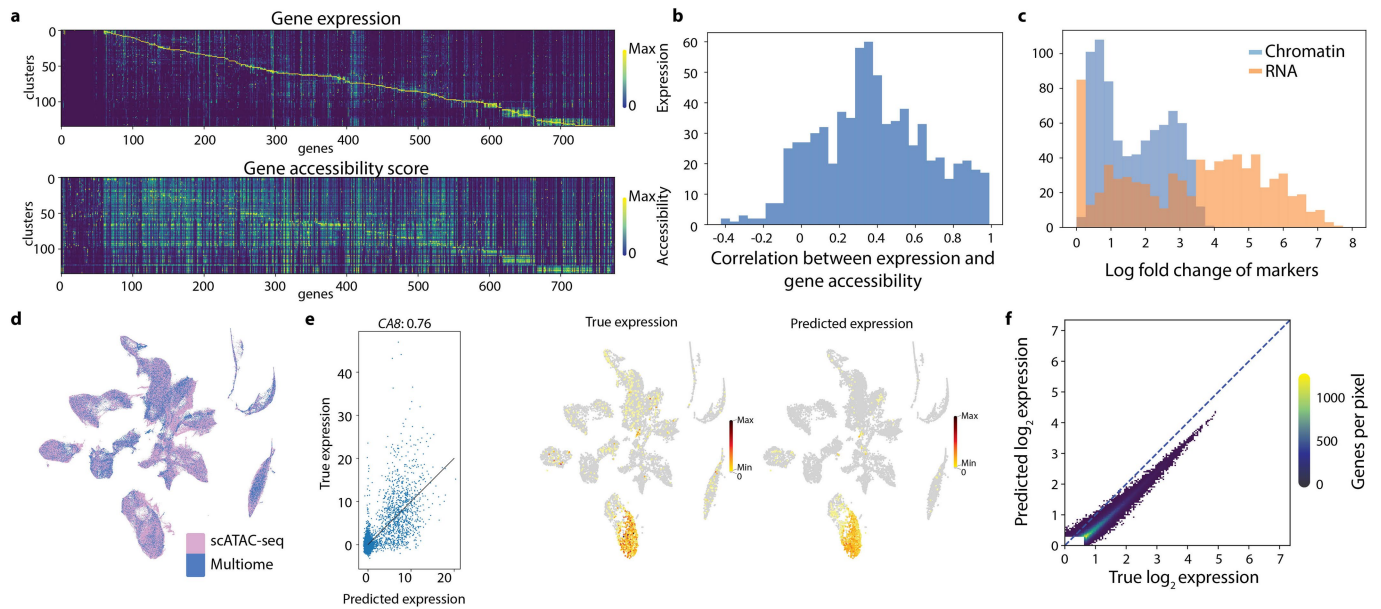 a
Gene expression
clusters
0
50
100
0
100
200
300
400
500
600
700
genes
Max
0
Expression
Gene accessibility score
clusters
0
50
100
0
100
200
300
400
500
600
700
genes
Max
0
Accessibility
b
60
50
40
30
20
10
0
-0.4
-0.2
0
0.2
0.4
0.6
0.8
1
Correlation between expression and
gene accessibility
c
Chromatin
RNA
100
80
60
40
20
0
0
1
2
3
4
5
6
7
8
Log fold change of markers
d
scATAC-seq
Multiome
e
CA8: 0.76
True expression
40
30
20
10
0
0
10
20
Predicted expression
True expression
Max
Min
0
Predicted expression
Max
Min
0
f
Predicted log2 expression
7
6
5
4
3
2
1
0
0
1
2
3
4
5
6
7
True log2 expression
1000
500
0
Genes per pixel